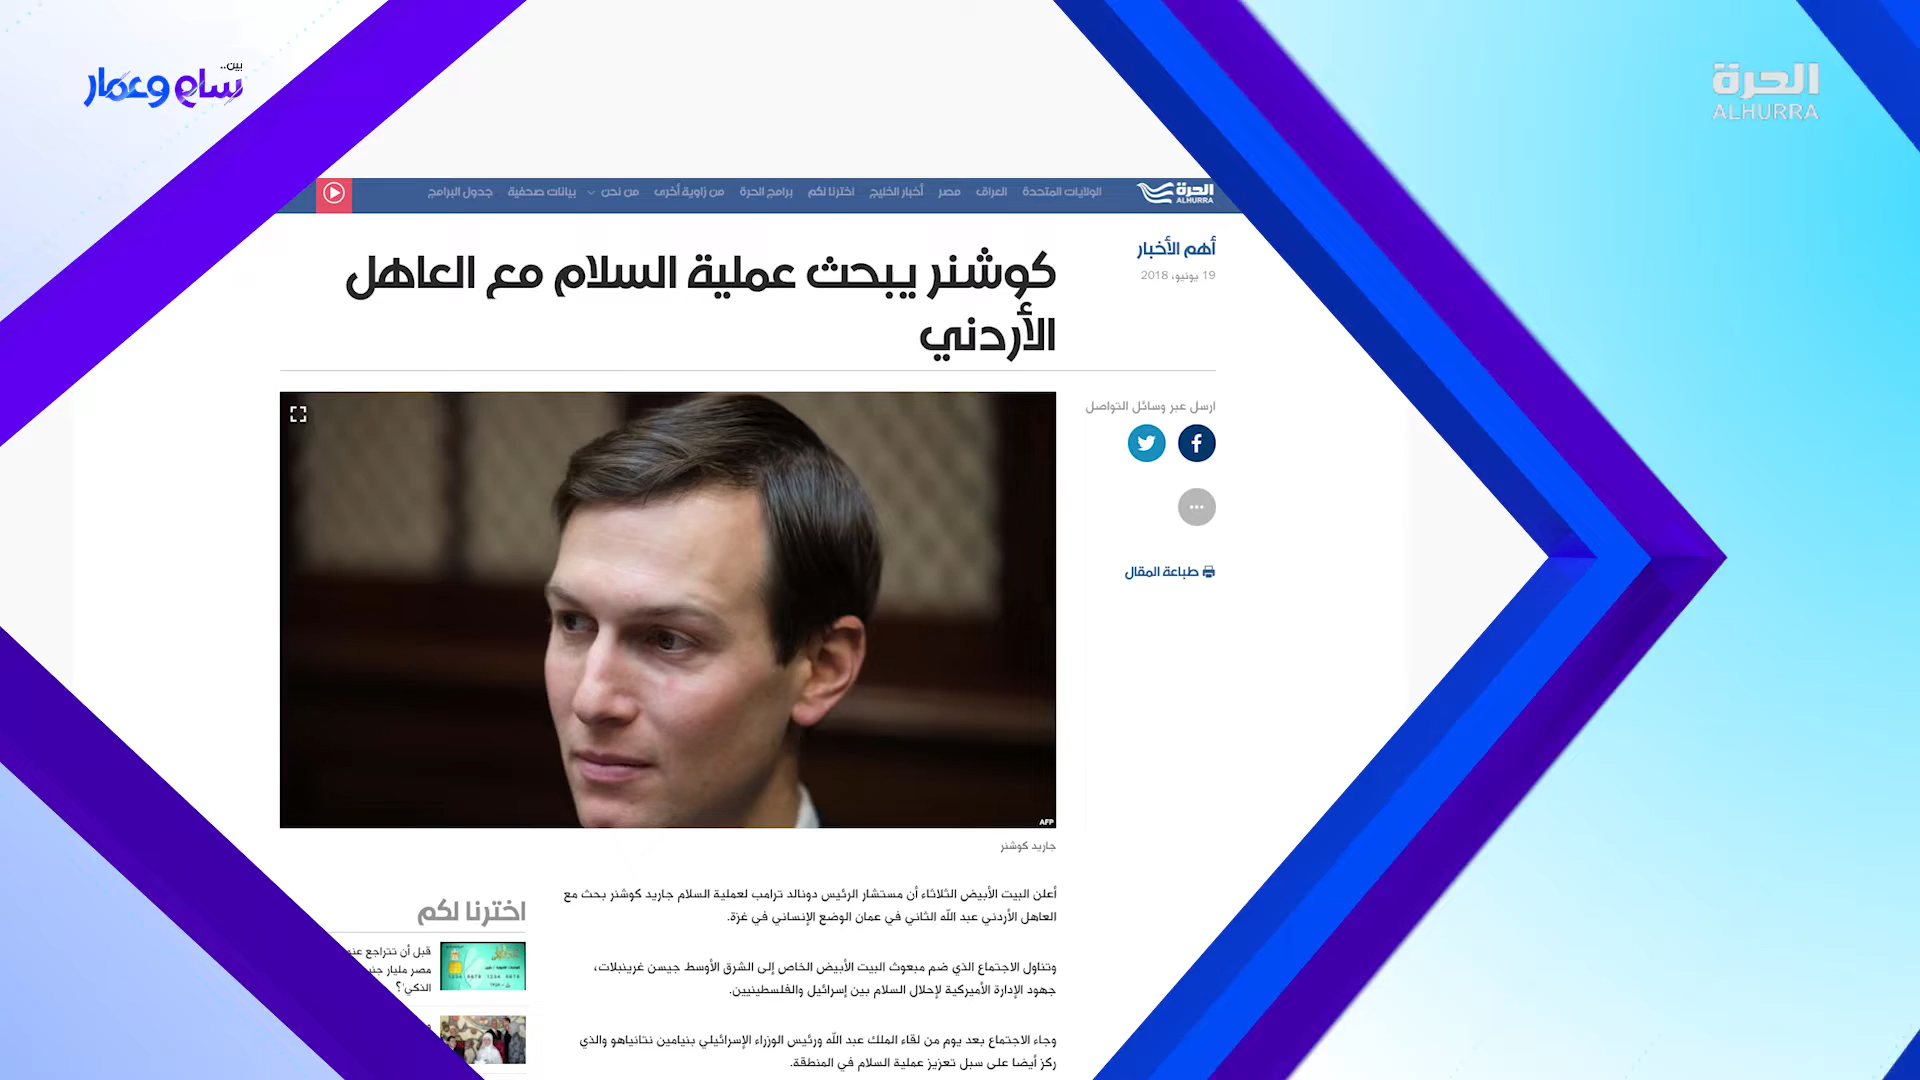 بين..
سام وعمار
الحرة
ALHURRA
الحرة
ALHURRA
الولايات المتحدة
العراق
مصر
أخبار الخليج
اخترنا لكم
برامج الحرة
من زاوية أخرى
من نحن
بيانات صحفية
جدول البرامج
أهم الأخبار
19 يونيو، 2018
كوشنر يبحث عملية السلام مع العاهل
الأردني
ارسل عبر وسائل التواصل
طباعة المقال
AFP
جاريد كوشنر
أعلن البيت الأبيض الثلاثاء أن مستشار الرئيس دونالد ترامب لعملية السلام جاريد كوشنر بحث مع
العاهل الأردني عبد الله الثاني في عمان الوضع الإنساني في غزة.
وتناول الاجتماع الذي ضم مبعوث البيت الأبيض الخاص إلى الشرق الأوسط جيسن غرينبلات،
جهود الإدارة الأميركية لإحلال السلام بين إسرائيل والفلسطينيين.
وجاء الاجتماع بعد يوم من لقاء الملك عبد الله ورئيس الوزراء الإسرائيلي بنيامين نتانياهو والذي
ركز أيضا على سبل تعزيز عملية السلام في المنطقة.
اخترنا لكم
قبل أن تتراجع
مصر مليار
الذكي'؟